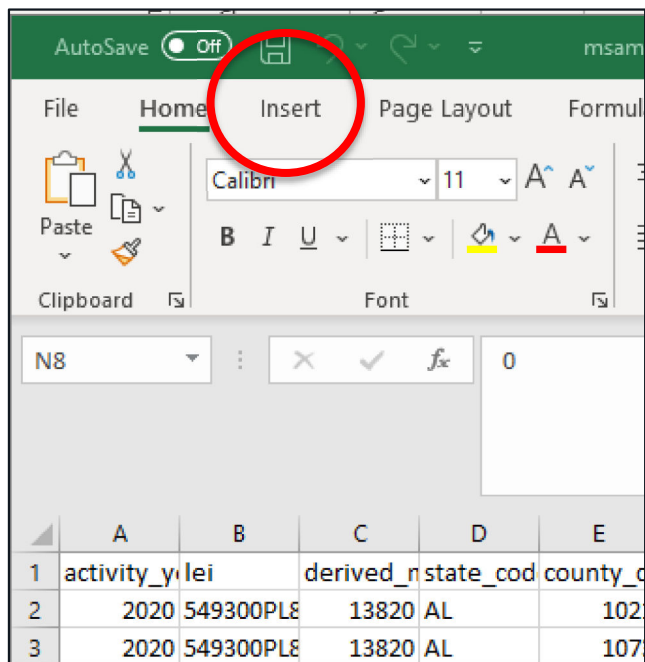 AutoSave Off msam
File Home Insert Page Layout Formul
Calibri 11 A A
Paste B I U A
Clipboard Font
N8 fx 0
A B C D E
1 activity_y lei derived_n state_cod county_c
2 2020 549300PL8 13820 AL 102
3 2020 549300PL8 13820 AL 107